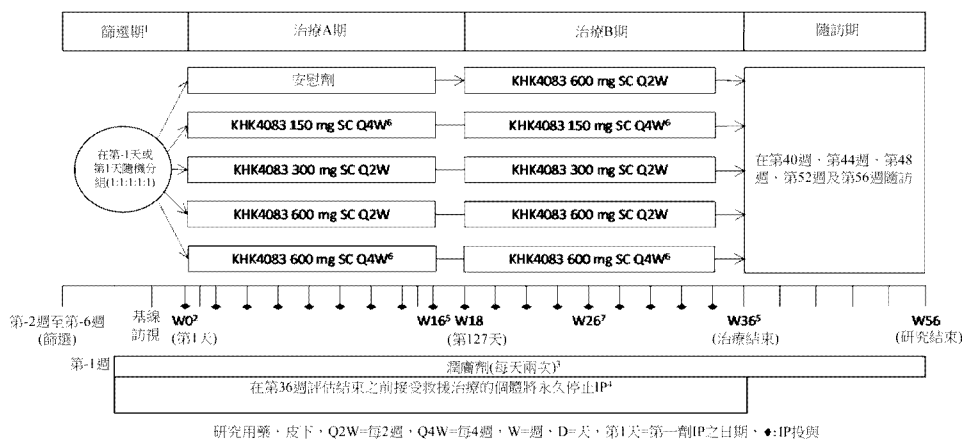 篩選期¹
治療A期
治療B期
隨訪期
安慰劑
KHK4083 600 mg SC Q2W
KHK4083 150 mg SC Q4W⁶
KHK4083 150 mg SC Q4W⁶
在第-1天或
第1天隨機分
組(1:1:1:1:1)
KHK4083 300 mg SC Q2W
KHK4083 300 mg SC Q2W
在第40週、第44週、第48
週、第52週及第56週隨訪
KHK4083 600 mg SC Q2W
KHK4083 600 mg SC Q2W
KHK4083 600 mg SC Q4W⁶
KHK4083 600 mg SC Q4W⁶
第-2週至第-6週
(篩選)
基線
訪視
W0²
(第1天)
W16⁵
W18
(第127天)
W26⁷
W36⁵
(治療結束)
W56
(研究結束)
第-1週
潤膚劑(每天兩次)³
在第36週評估結束之前接受救援治療的個體將永久停止IP⁴
研究用藥、皮下，Q2W=每2週，Q4W=每4週，W=週、D=天，第1天=第一劑IP之日期、◆:IP投與